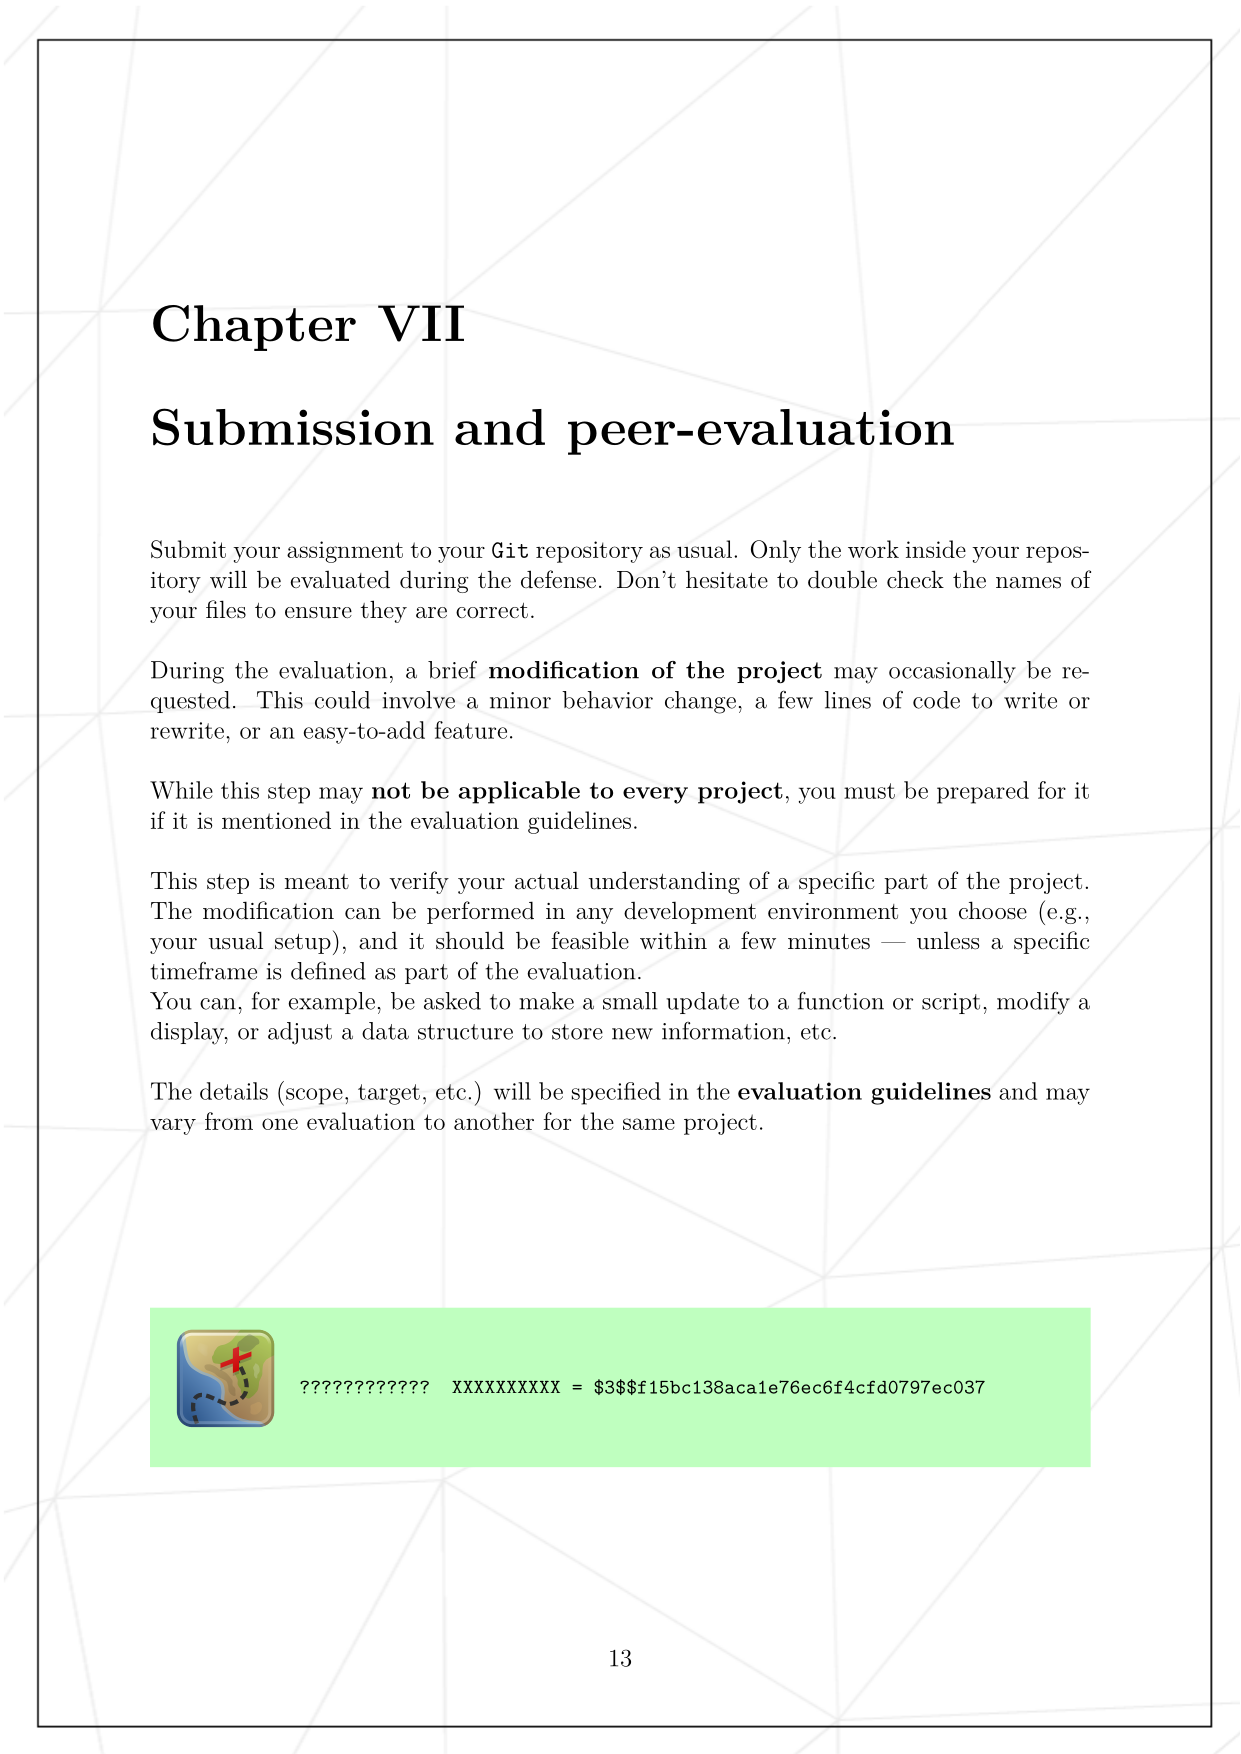 Chapter VII
Submission and peer-evaluation
Submit your assignment to your Git repository as usual. Only the work inside your repos-
itory will be evaluated during the defense. Don't hesitate to double check the names of
your files to ensure they are correct.
During the evaluation, a brief modification of the project may occasionally be re-
quested. This could involve a minor behavior change, a few lines of code to write or
rewrite, or an easy-to-add feature.
While this step may not be applicable to every project, you must be prepared for it
if it is mentioned in the evaluation guidelines.
This step is meant to verify your actual understanding of a specific part of the project.
The modification can be performed in any development environment you choose (e.g.,
your usual setup), and it should be feasible within a few minutes — unless a specific
timeframe is defined as part of the evaluation.
You can, for example, be asked to make a small update to a function or script, modify a
display, or adjust a data structure to store new information, etc.
The details (scope, target, etc.) will be specified in the evaluation guidelines and may
vary from one evaluation to another for the same project.
???????????? XXXXXXXXXX = $3$$f15bc138aca1e76ec6f4cfd0797ec037
13